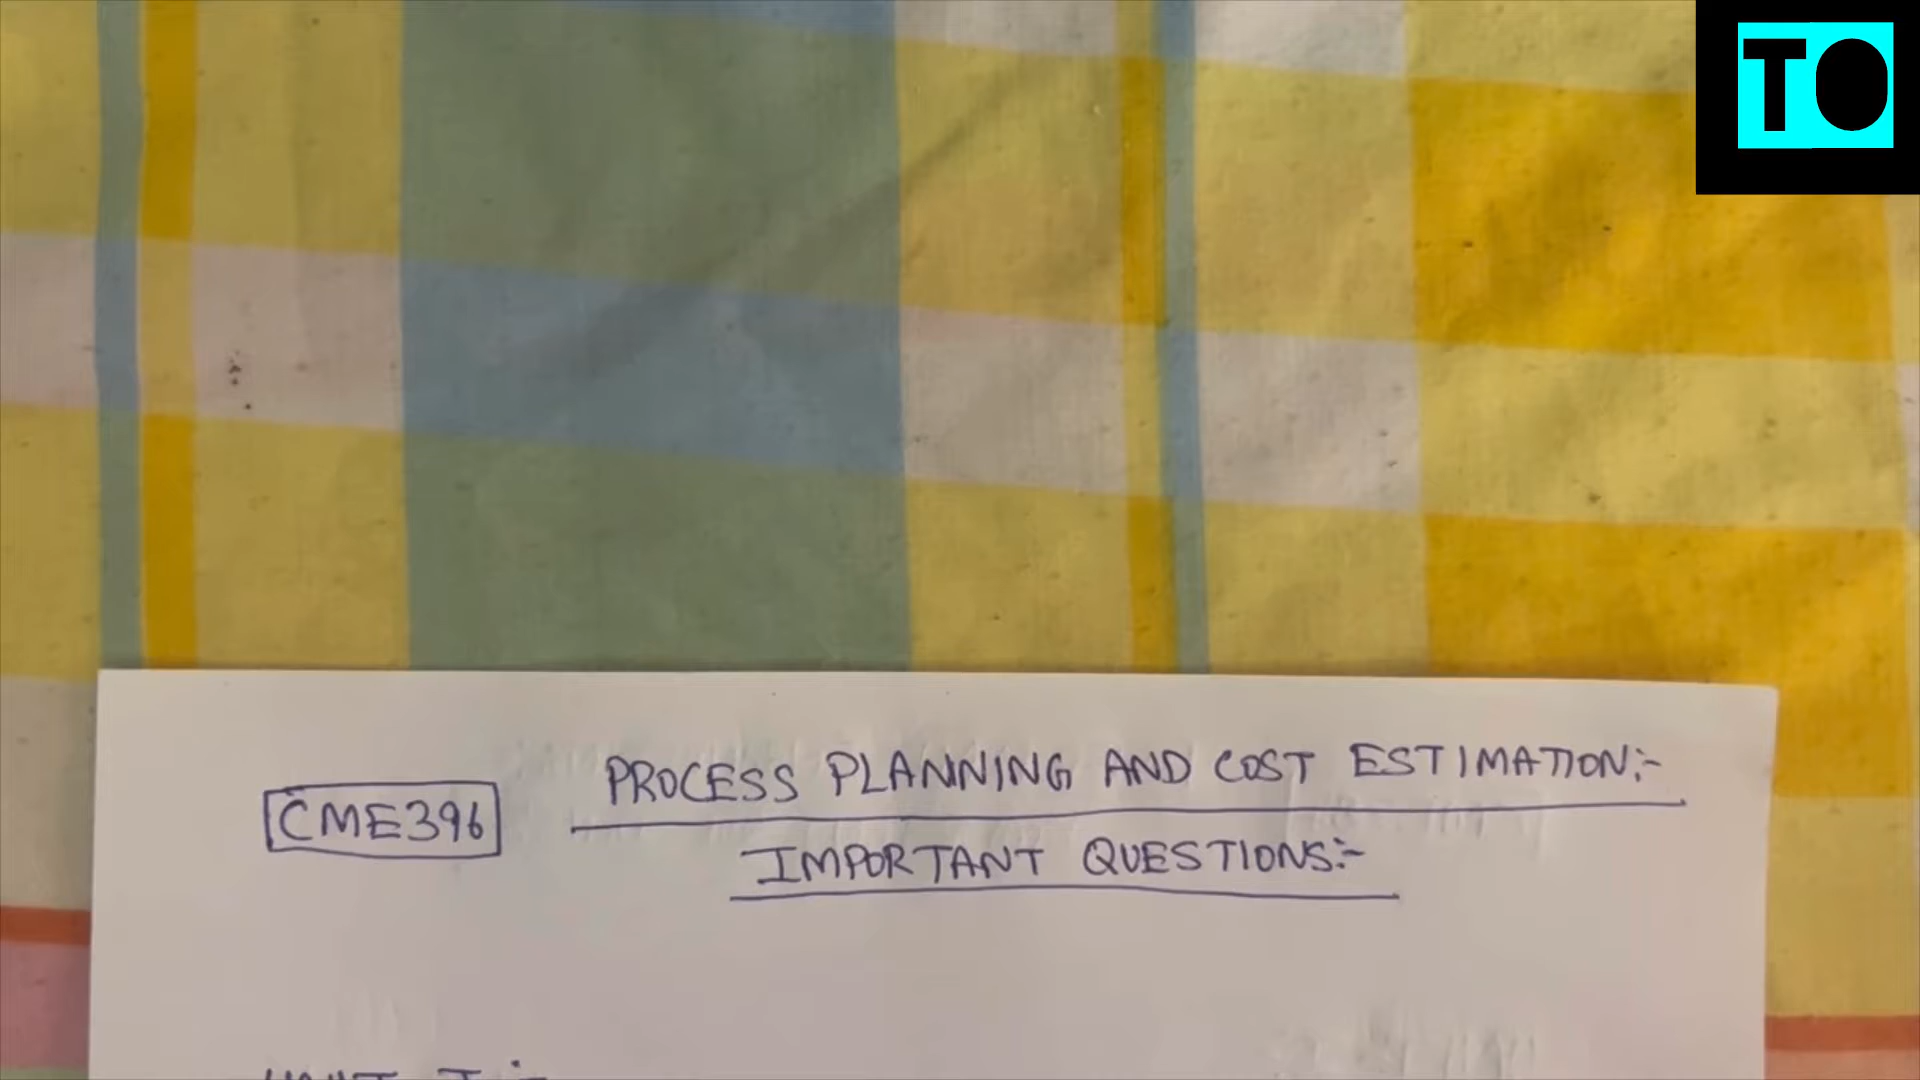 TO
PROCESS PLANNING AND COST ESTIMATION:-
CME396
IMPORTANT QUESTIONS:-